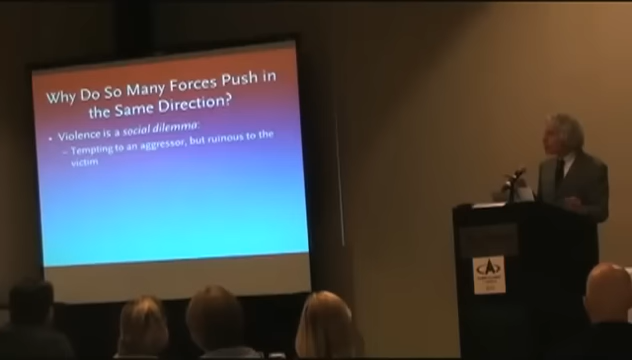 Why Do So Many Forces Push in
the Same Direction?
• Violence is a social dilemma:
– Tempting to an aggressor, but ruinous to the
victim